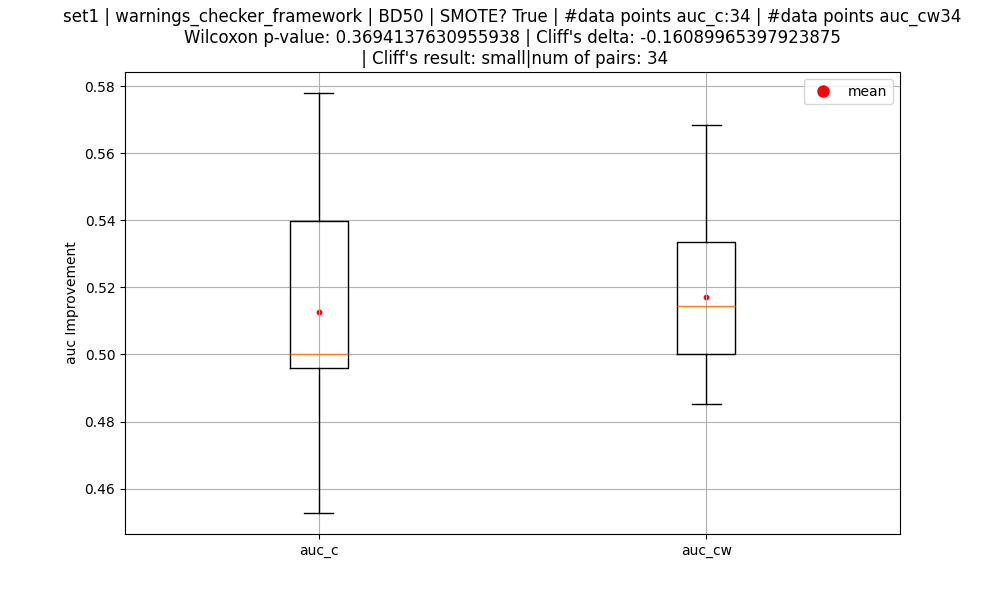 set1 | warnings_checker_framework | BD50 | SMOTE? True | #data points auc_c:34 | #data points auc_cw34
Wilcoxon p-value: 0.3694137630955938 | Cliff's delta: -0.16089965397923875
| Cliff's result: small|num of pairs: 34
mean
0.58
0.56
0.54
0.52
0.50
0.48
0.46
auc Improvement
auc_c
auc_cw